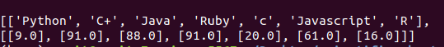 [['Python', 'C+', 'Java', 'Ruby', 'c', 'Javascript', 'R'],
[[9.0], [91.0], [88.0], [91.0], [20.0], [61.0], [16.0]]]